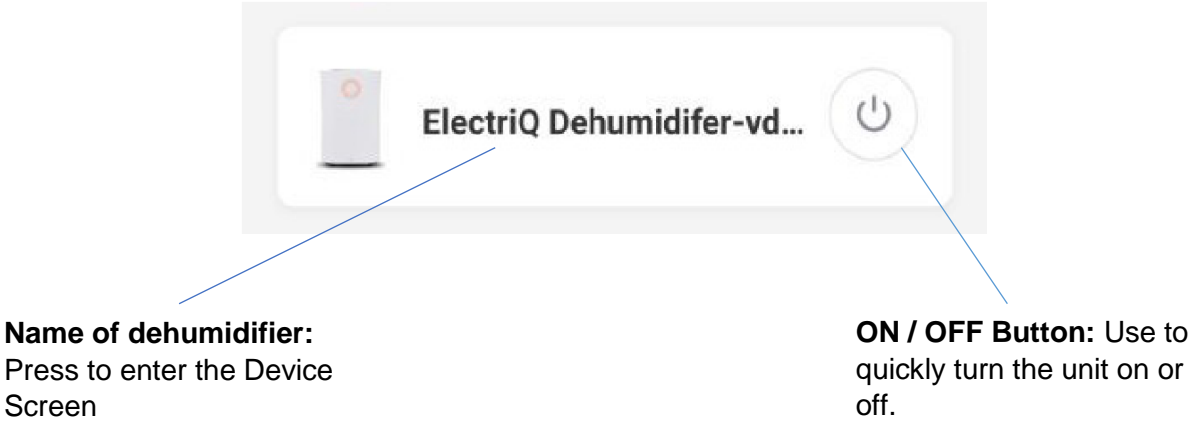 ElectriQ Dehumidifer-vd...
Name of dehumidifier:
Press to enter the Device
Screen
ON / OFF Button: Use to
quickly turn the unit on or
off.